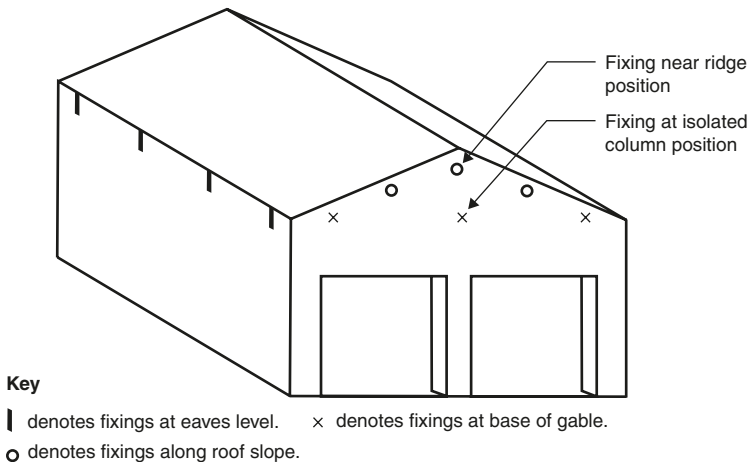 Fixing near ridge
position
Fixing at isolated
column position
Key
denotes fixings at eaves level.
× denotes fixings at base of gable.
denotes fixings along roof slope.